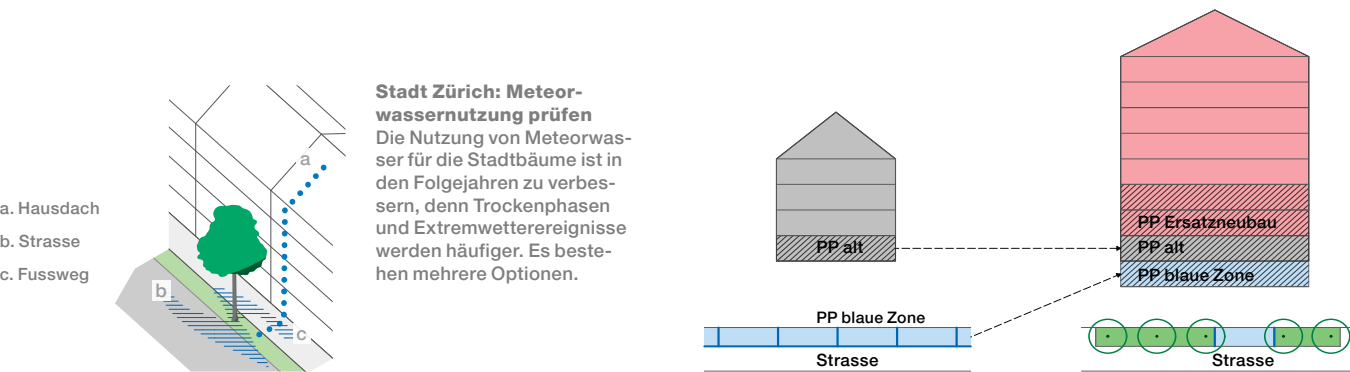 a. Hausdach
b. Strasse
c. Fussweg
a
b
c
Stadt Zürich: Meteor-
wassernutzung prüfen
Die Nutzung von Meteorwas-
ser für die Stadtbäume ist in
den Folgejahren zu verbes-
sern, denn Trockenphasen
und Extremwetterereignisse
werden häufiger. Es beste-
hen mehrere Optionen.
PP alt
PP blaue Zone
Strasse
PP Ersatzneubau
PP alt
PP blaue Zone
Strasse